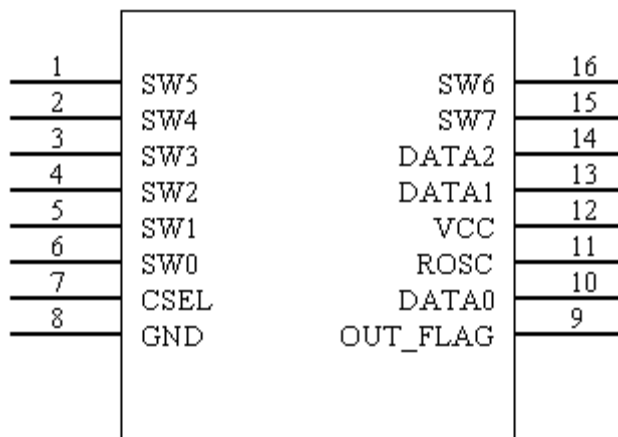 1 SW5 SW6 16
2 SW4 SW7 15
3 SW3 DATA2 14
4 SW2 DATA1 13
5 SW1 VCC 12
6 SW0 ROSC 11
7 CSEL DATA0 10
8 GND OUT_FLAG 9